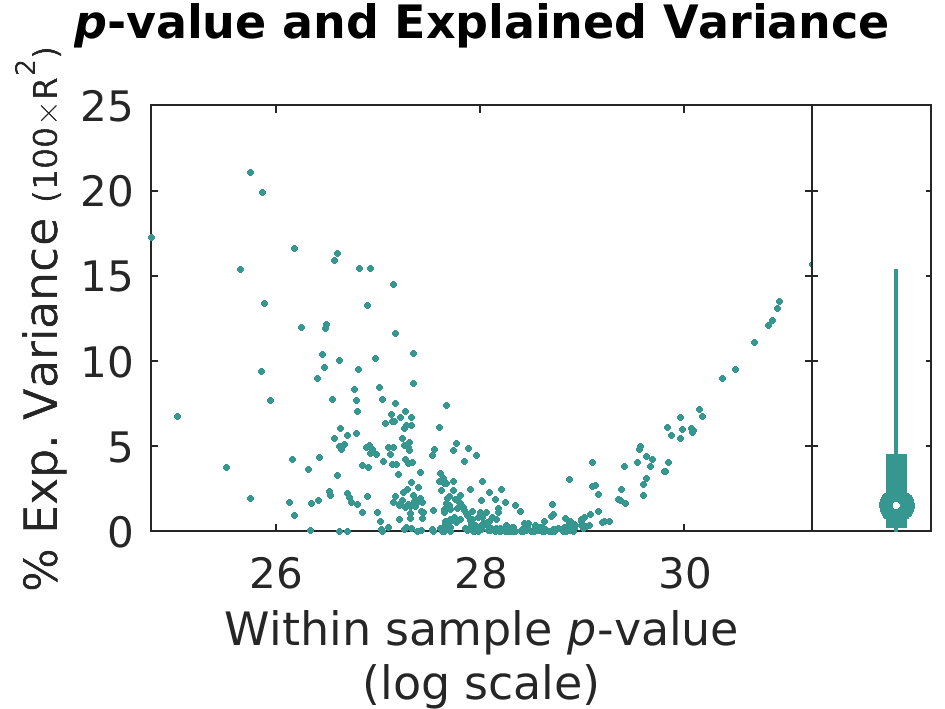 p-value and Explained Variance
% Exp. Variance (100×R²)
25
20
15
10
5
0
26 28 30
Within sample p-value
(log scale)